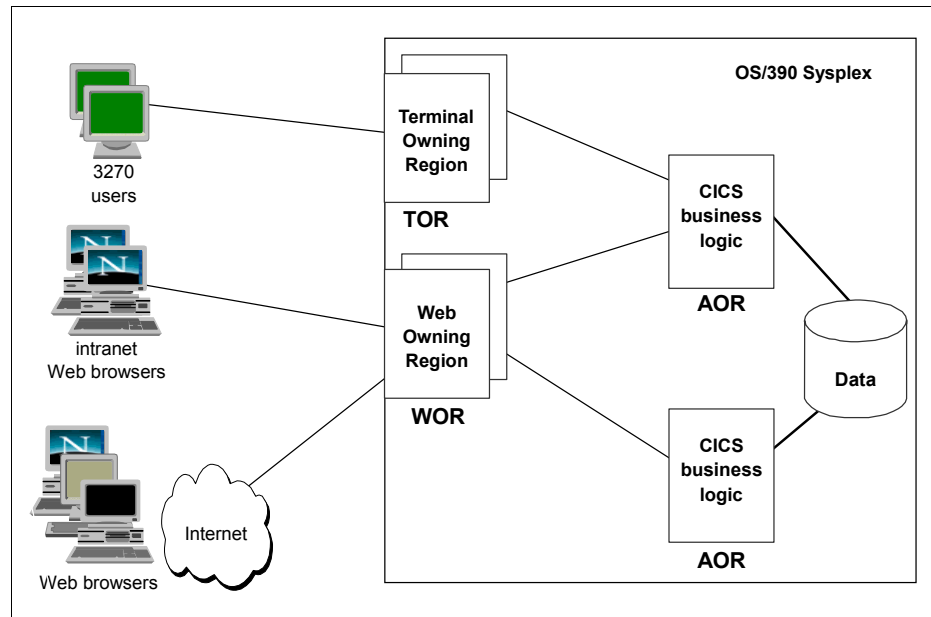 OS/390 Sysplex
Terminal
Owning
Region
TOR
3270
users
CICS
business
logic
AOR
N
N
intranet
Web browsers
Web
Owning
Region
WOR
Data
N
Web browsers
Internet
CICS
business
logic
AOR